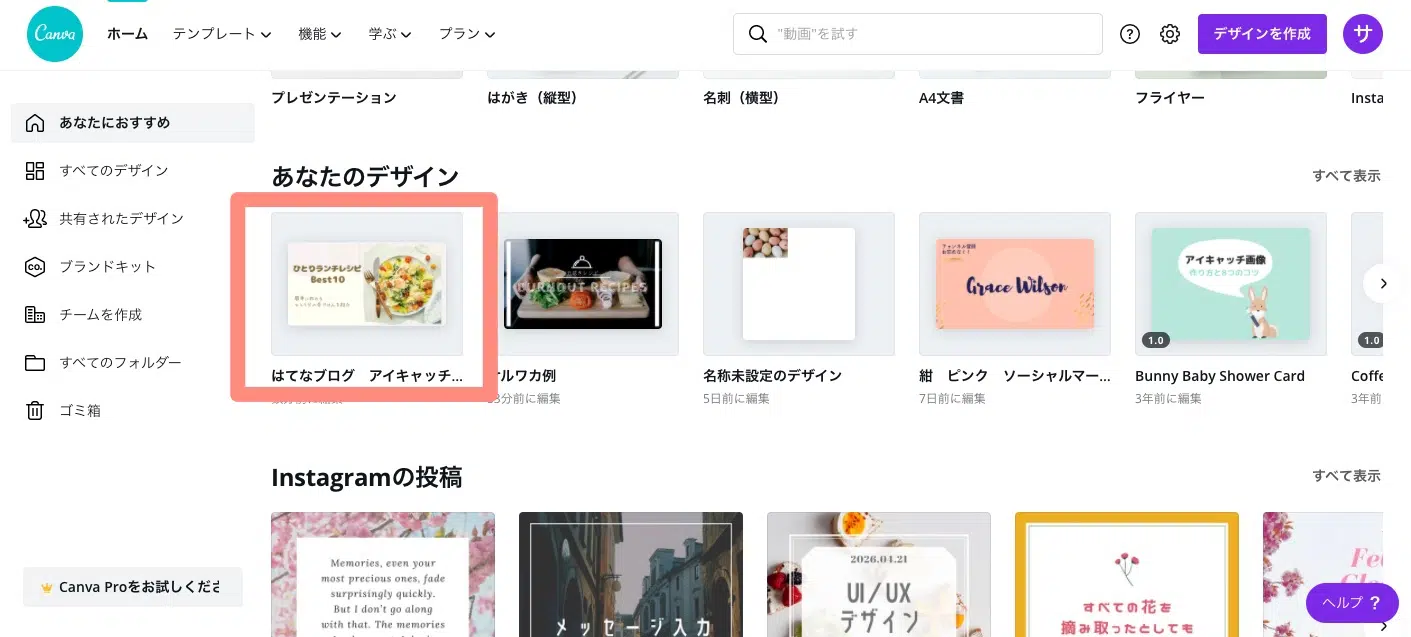 Canva
ホーム
テンプレート
機能
学ぶ
プラン
"動画"を試す
?
デザインを作成
サ
プレゼンテーション
はがき（縦型）
名刺（横型）
A4文書
フライヤー
Insta
あなたにおすすめ
すべてのデザイン
共有されたデザイン
CO.
ブランドキット
チームを作成
すべてのフォルダー
ゴミ箱
Canva Proをお試しくださ
あなたのデザイン
すべて表示
ひとりランチレシピ
Best10
BURNOUT RECIPES
Grace Wilson
アイキャッチ画像
作り方と9つのコツ
1.0
1.0
はてなブログ　アイキャッチ...
ルワカ例
名称未設定のデザイン
紺　ピンク　ソーシャルマー...
Bunny Baby Shower Card
Coffe
3分前に編集
5日前に編集
7日前に編集
3年前に編集
3年前
Instagramの投稿
すべて表示
Memories, even your
most precious ones, fade
surprisingly quickly.
But I don't go along
with that. The memories
メッセージ入力
2026.04.21
UI/UX
デザイン
すべての花を
摘み取ったとしても
ヘルプ ?